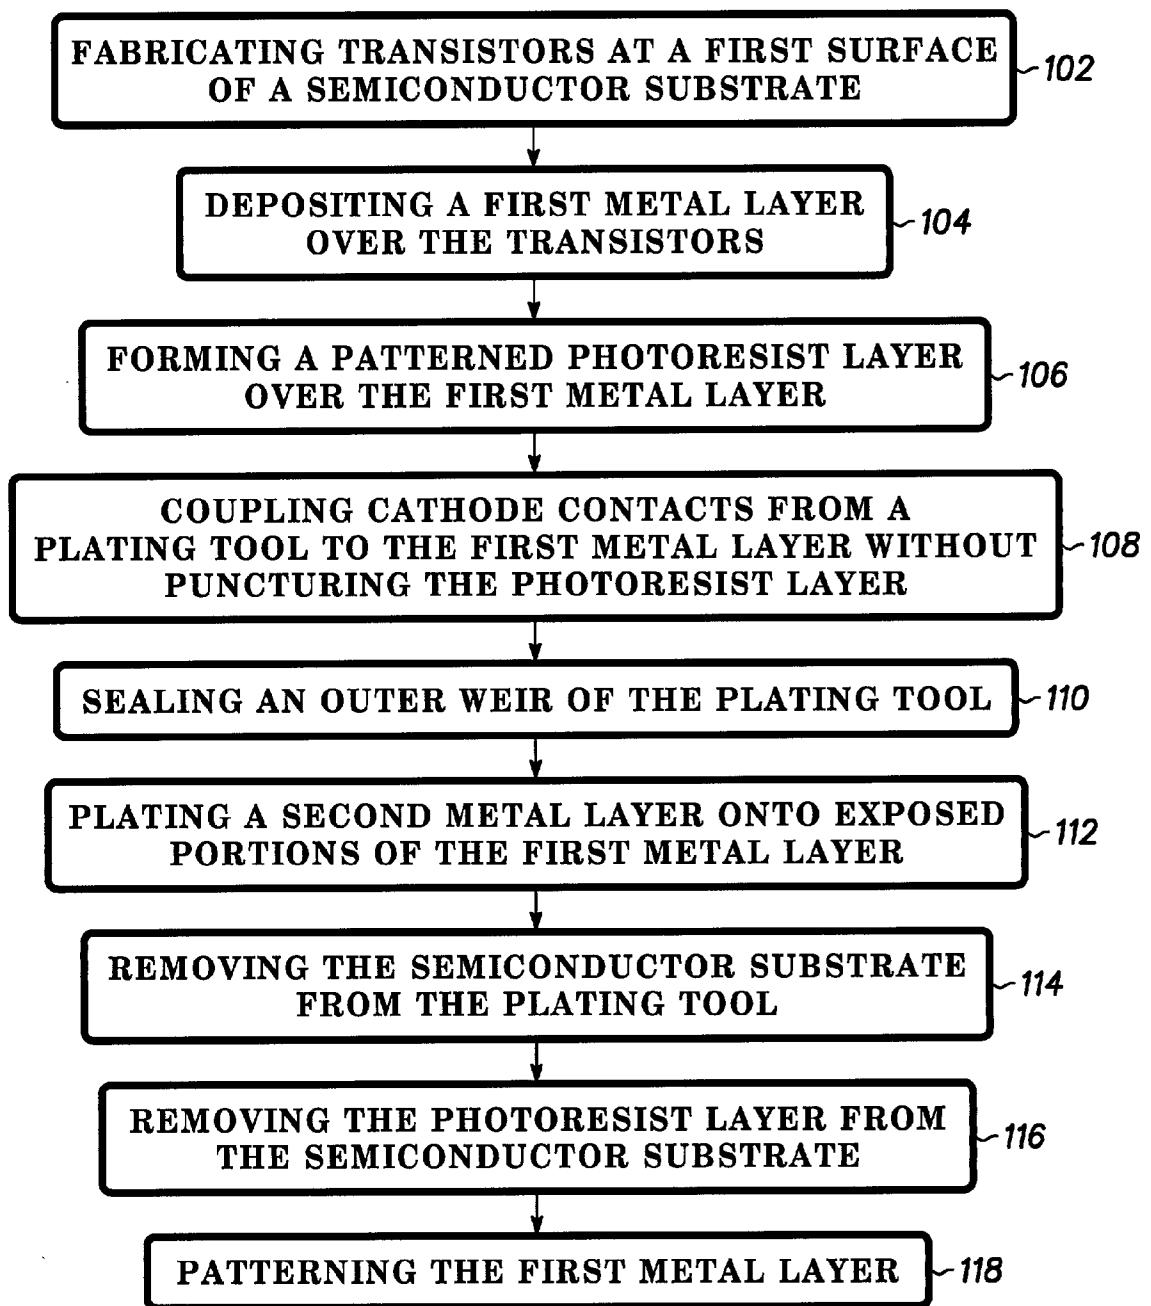 FABRICATING TRANSISTORS AT A FIRST SURFACE
OF A SEMICONDUCTOR SUBSTRATE
102
DEPOSITING A FIRST METAL LAYER
OVER THE TRANSISTORS
104
FORMING A PATTERNED PHOTORESIST LAYER
OVER THE FIRST METAL LAYER
106
COUPLING CATHODE CONTACTS FROM A
PLATING TOOL TO THE FIRST METAL LAYER WITHOUT
PUNCTURING THE PHOTORESIST LAYER
108
SEALING AN OUTER WEIR OF THE PLATING TOOL
110
PLATING A SECOND METAL LAYER ONTO EXPOSED
PORTIONS OF THE FIRST METAL LAYER
112
REMOVING THE SEMICONDUCTOR SUBSTRATE
FROM THE PLATING TOOL
114
REMOVING THE PHOTORESIST LAYER FROM
THE SEMICONDUCTOR SUBSTRATE
116
PATTERNING THE FIRST METAL LAYER
118